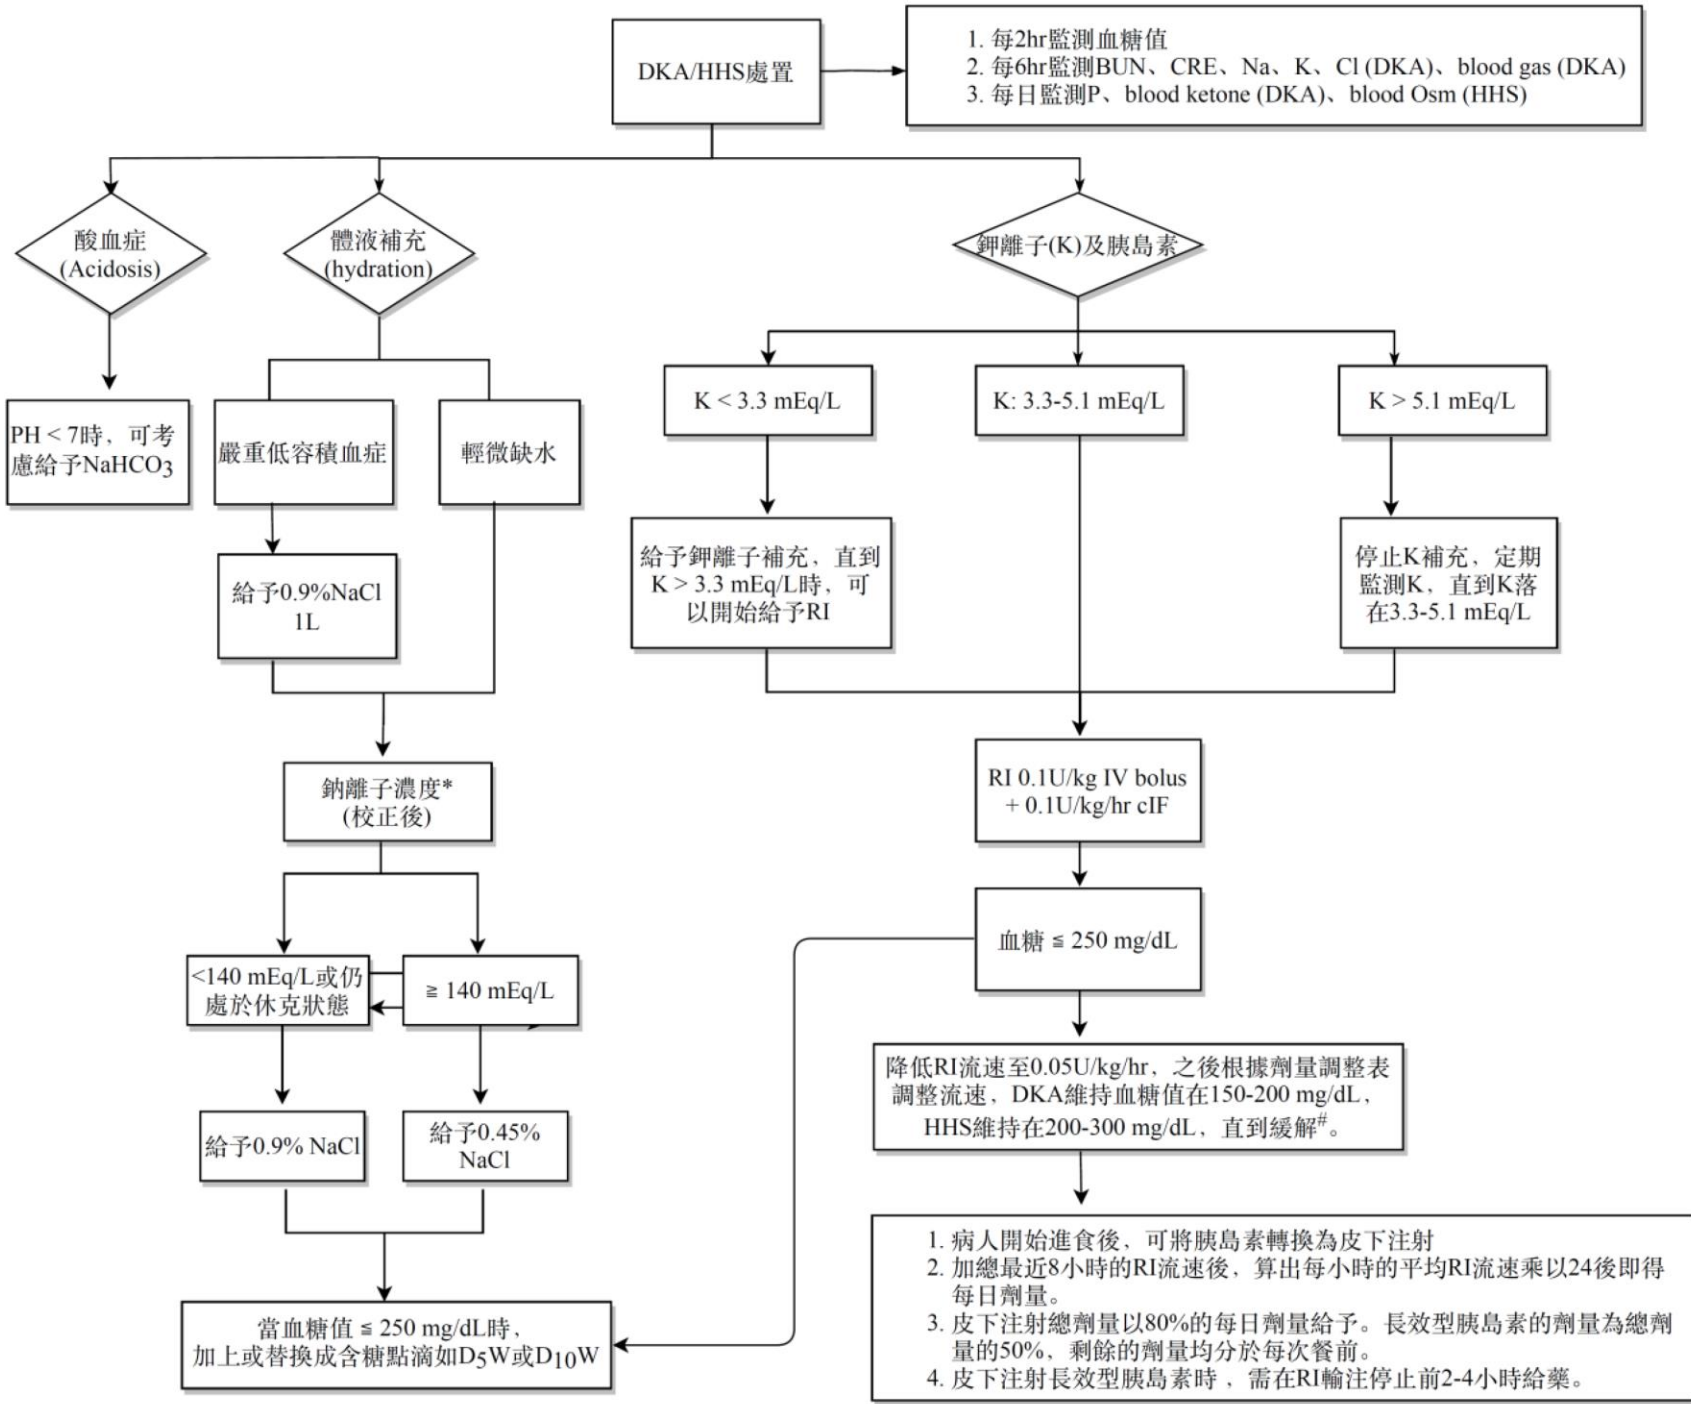 DKA/HHS處置
1. 每2hr監測血糖值
2. 每6hr監測BUN、CRE、Na、K、Cl (DKA)、blood gas (DKA)
3. 每日監測P、blood ketone (DKA)、blood Osm (HHS)
酸血症
(Acidosis)
體液補充
(hydration)
鉀離子(K)及胰島素
PH < 7時，可考
慮給予NaHCO3
嚴重低容積血症
輕微缺水
給予0.9%NaCl
1L
鈉離子濃度*
(校正後)
<140 mEq/L或仍
處於休克狀態
≧ 140 mEq/L
給予0.9% NaCl
給予0.45%
NaCl
當血糖值 ≦ 250 mg/dL時，
加上或替換成含糖點滴如D5W或D10W
K < 3.3 mEq/L
K: 3.3-5.1 mEq/L
K > 5.1 mEq/L
給予鉀離子補充，直到
K > 3.3 mEq/L時，可
以開始給予RI
停止K補充，定期
監測K，直到K落
在3.3-5.1 mEq/L
RI 0.1U/kg IV bolus
+ 0.1U/kg/hr cIF
血糖 ≦ 250 mg/dL
降低RI流速至0.05U/kg/hr，之後根據劑量調整表
調整流速，DKA維持血糖值在150-200 mg/dL，
HHS維持在200-300 mg/dL，直到緩解#。
1. 病人開始進食後，可將胰島素轉換為皮下注射
2. 加總最近8小時的RI流速後，算出每小時的平均RI流速乘以24後即得
每日劑量。
3. 皮下注射總劑量以80%的每日劑量給予。長效型胰島素的劑量為總劑
量的50%，剩餘的劑量均分於每次餐前。
4. 皮下注射長效型胰島素時，需在RI輸注停止前2-4小時給藥。